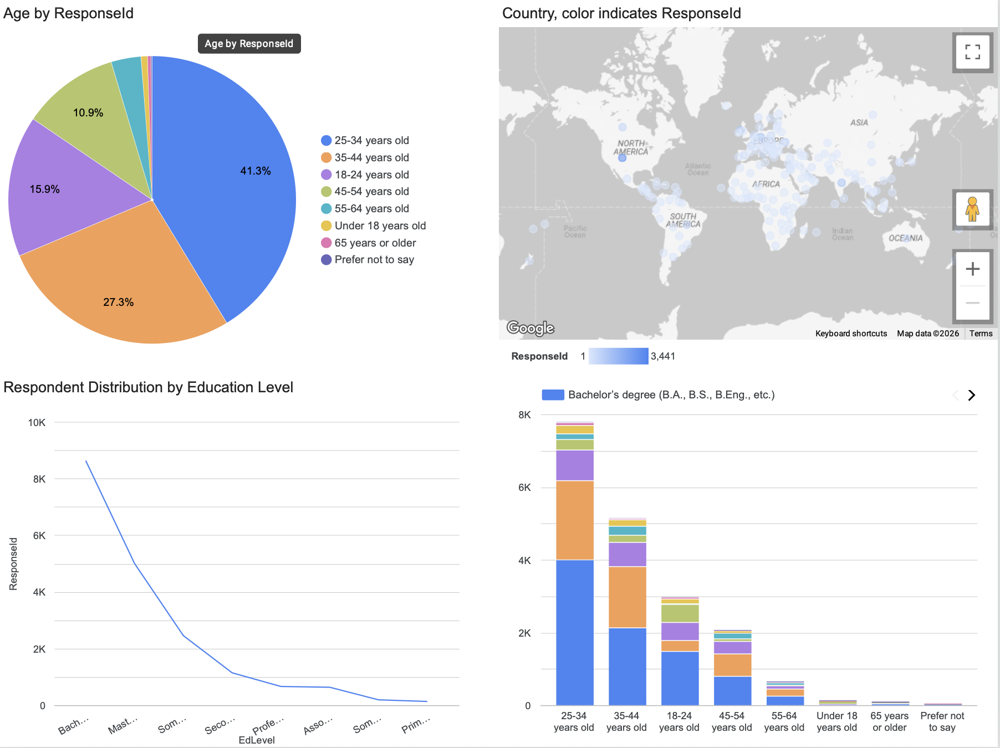 Age by ResponseId
Age by ResponseId
10.9%
41.3%
15.9%
27.3%
25-34 years old
35-44 years old
18-24 years old
45-54 years old
55-64 years old
Under 18 years old
65 years or older
Prefer not to say
Country, color indicates ResponseId
ASIA
EUROPE
NORTH
AMERICA
Atlantic
Ocean
AFRICA
SOUTH
AMERICA
Pacific
Ocean
Indian
Ocean
OCEANIA
Google
Keyboard shortcuts
Map data ©2026
Terms
ResponseId 1 3,441
Respondent Distribution by Education Level
10K
8K
6K
4K
2K
0
ResponseId
Bach...
Mast...
Som...
Seco...
Profe...
Asso...
Som...
Prim...
EdLevel
Bachelor’s degree (B.A., B.S., B.Eng., etc.)
8K
6K
4K
2K
0
25-34
years old
35-44
years old
18-24
years old
45-54
years old
55-64
years old
Under 18
years old
65 years
or older
Prefer not
to say